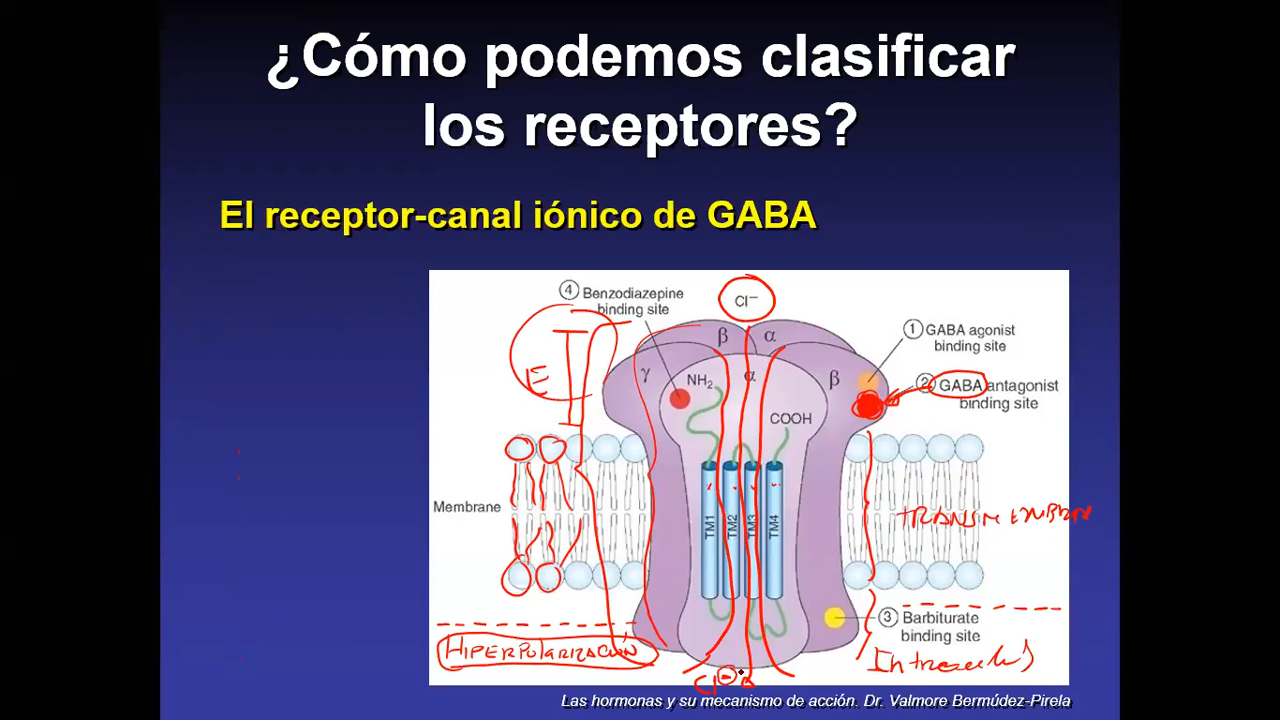 ¿Cómo podemos clasificar
los receptores?
El receptor-canal iónico de GABA
④ Benzodiazepine
binding site
Cl⁻
① GABA agonist
binding site
② GABA antagonist
binding site
β
α
γ
NH₂
α
β
COOH
E
Membrane
TM1
TM2
TM3
TM4
③ Barbiturate
binding site
HIPERPOLARIZACIÓN
Cl⁻
Las hormonas y su mecanismo de acción. Dr. Valmore Bermúdez-Pirela